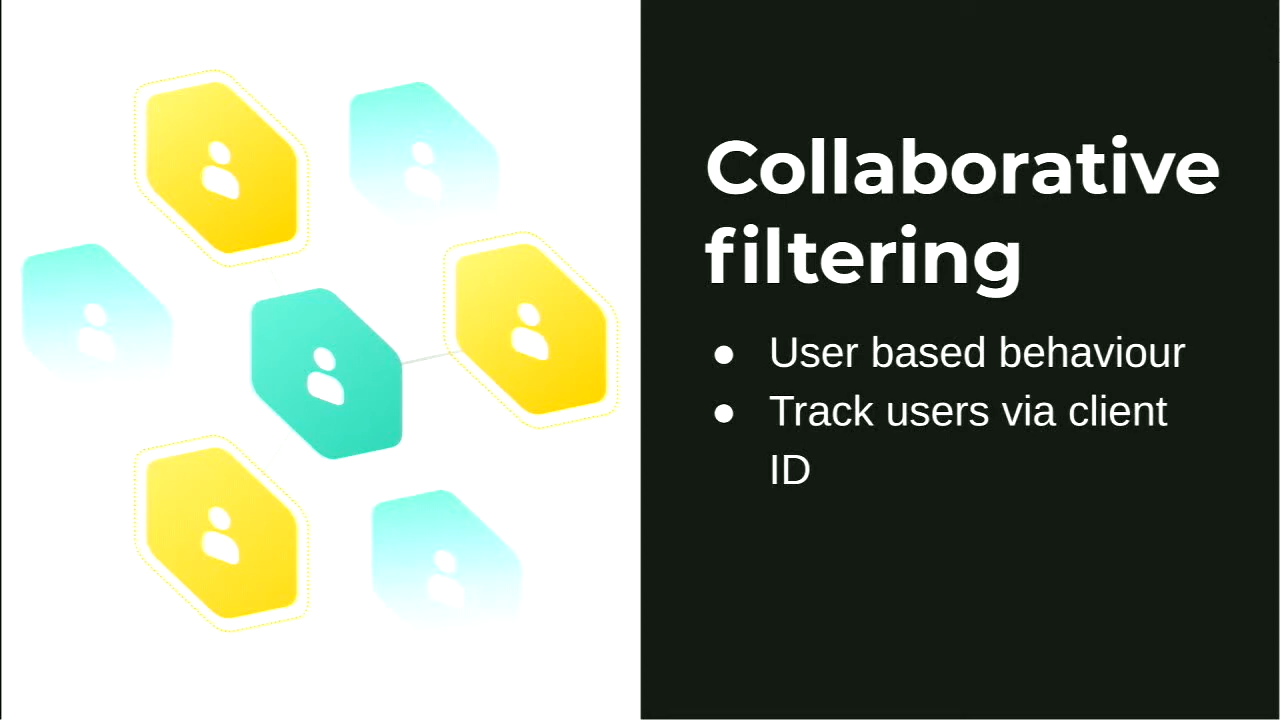 Collaborative
filtering
● User based behaviour
● Track users via client
ID